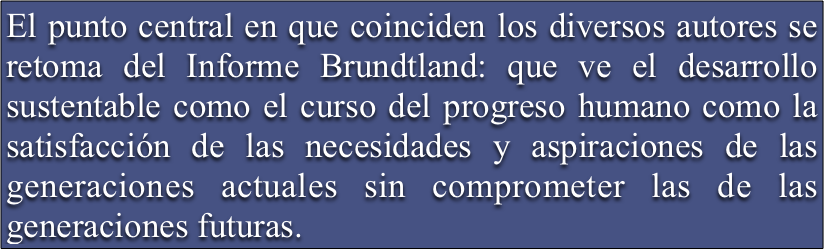 El punto central en que coinciden los diversos autores se
retoma del Informe Brundtland: que ve el desarrollo
sustentable como el curso del progreso humano como la
satisfacción de las necesidades y aspiraciones de las
generaciones actuales sin comprometer las de las
generaciones futuras.